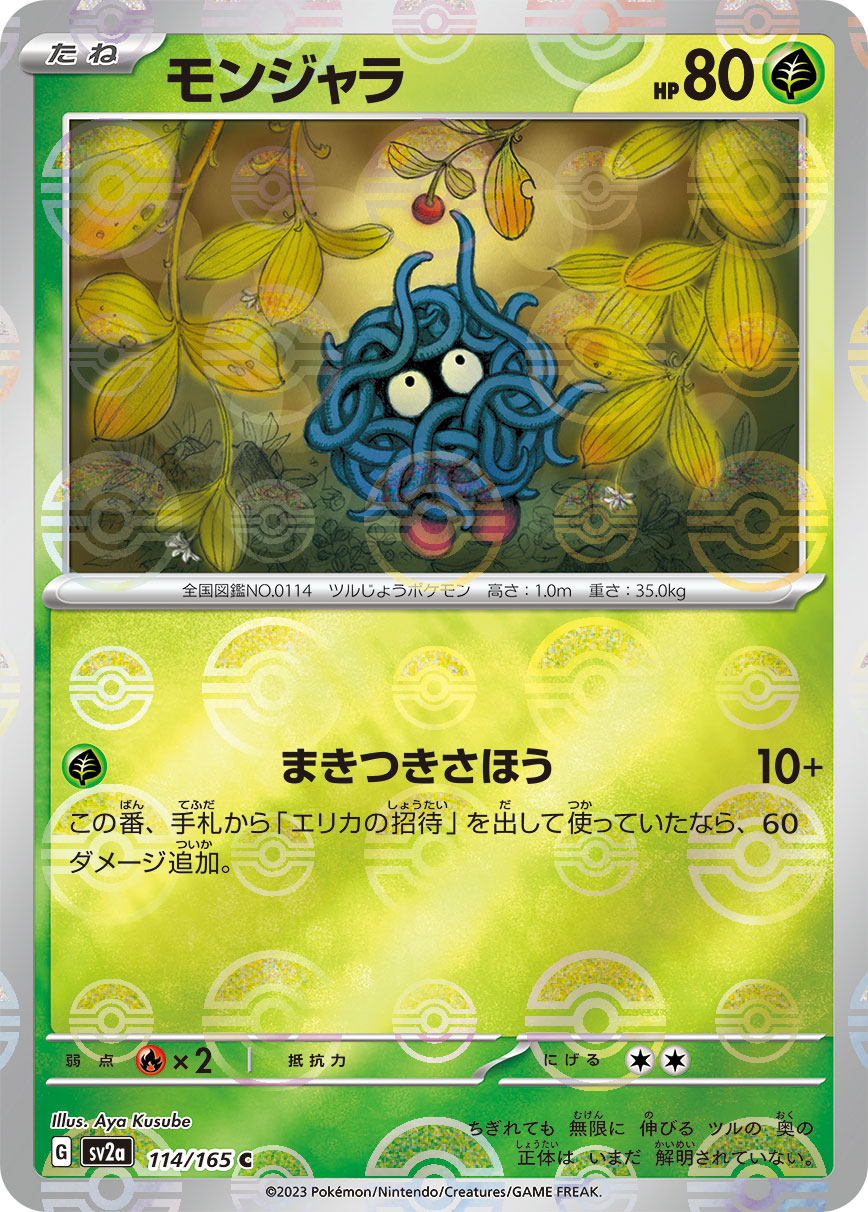 たね
モンジャラ
HP 80
全国図鑑NO.0114 ツルじょうポケモン 高さ:1.0m 重さ:35.0kg
まきつきさほう 10+
この番、手札から「エリカの招待」を出して使っていたなら、60
ダメージ追加。
弱点 ×2 抵抗力 にげる
Illus. Aya Kusube
G sv2a 114/165 C
ちぎれても 無限に 伸びる ツルの 奥の
正体は いまだ 解明されていない。
©2023 Pokémon/Nintendo/Creatures/GAME FREAK.